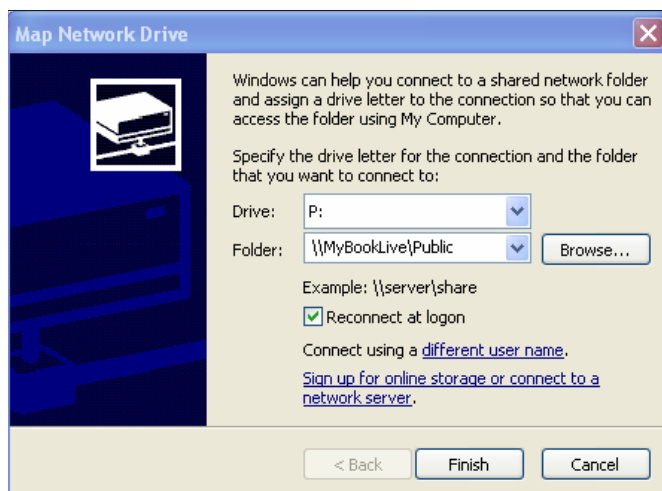 Map Network Drive
Windows can help you connect to a shared network folder
and assign a drive letter to the connection so that you can
access the folder using My Computer.
Specify the drive letter for the connection and the folder
that you want to connect to:
Drive: P:
Folder: \\MyBookLive\Public Browse...
Example: \\server\share
Reconnect at logon
Connect using a different user name.
Sign up for online storage or connect to a
network server.
< Back Finish Cancel